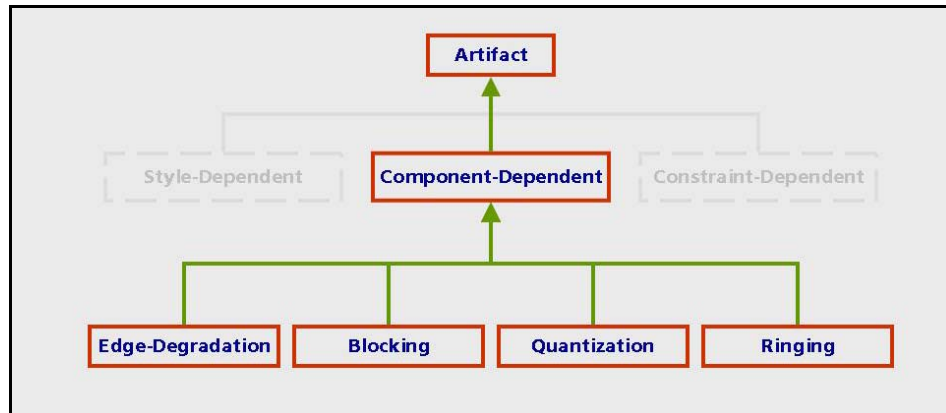 Artifact
Style-Dependent
Component-Dependent
Constraint-Dependent
Edge-Degradation
Blocking
Quantization
Ringing